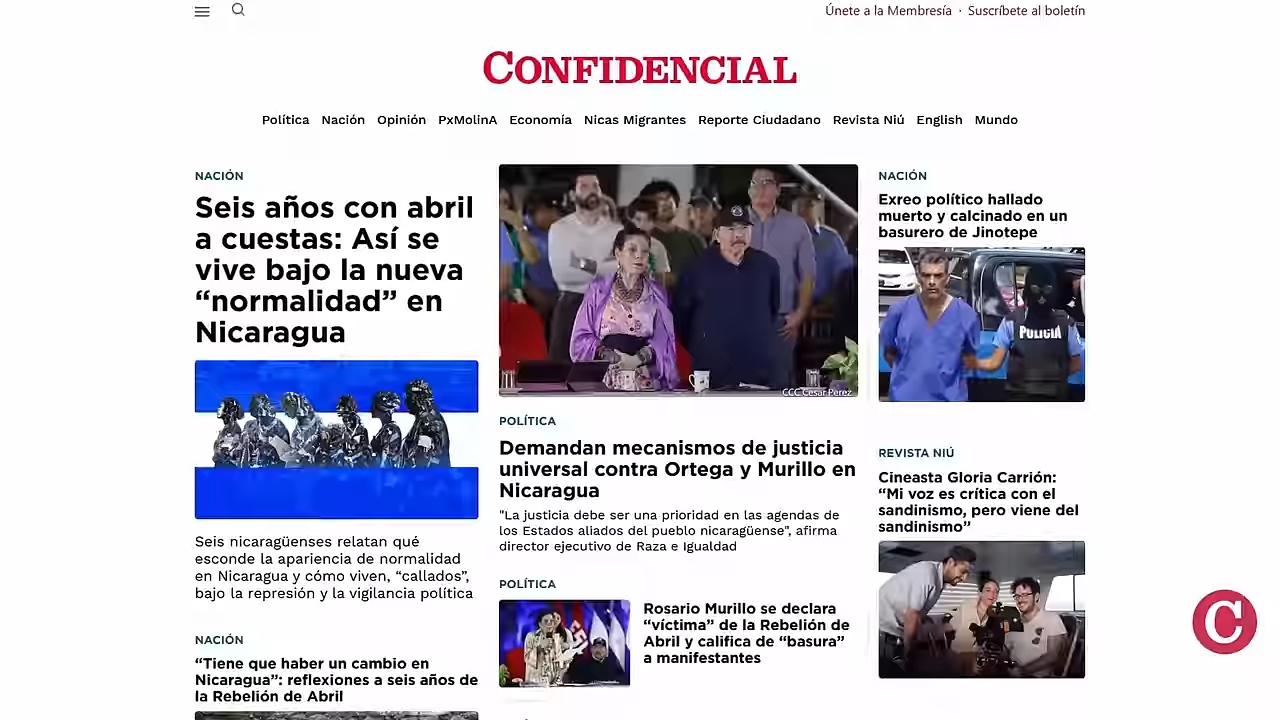 Únete a la Membresía · Suscríbete al boletín
CONFIDENCIAL
Política Nación Opinión PxMolinA Economía Nicas Migrantes Reporte Ciudadano Revista Niú English Mundo
NACIÓN
Seis años con abril
a cuestas: Así se
vive bajo la nueva
“normalidad” en
Nicaragua
Seis nicaragüenses relatan qué
esconde la apariencia de normalidad
en Nicaragua y cómo viven, “callados”,
bajo la represión y la vigilancia política
NACIÓN
“Tiene que haber un cambio en
Nicaragua”: reflexiones a seis años de
la Rebelión de Abril
CCC Cesar Perez
POLÍTICA
Demandan mecanismos de justicia
universal contra Ortega y Murillo en
Nicaragua
"La justicia debe ser una prioridad en las agendas de
los Estados aliados del pueblo nicaragüense", afirma
director ejecutivo de Raza e Igualdad
POLÍTICA
Rosario Murillo se declara
“víctima” de la Rebelión de
Abril y califica de “basura”
a manifestantes
NACIÓN
Exreo político hallado
muerto y calcinado en un
basurero de Jinotepe
POLICIA
REVISTA NIÚ
Cineasta Gloria Carrión:
“Mi voz es crítica con el
sandinismo, pero viene del
sandinismo”
C